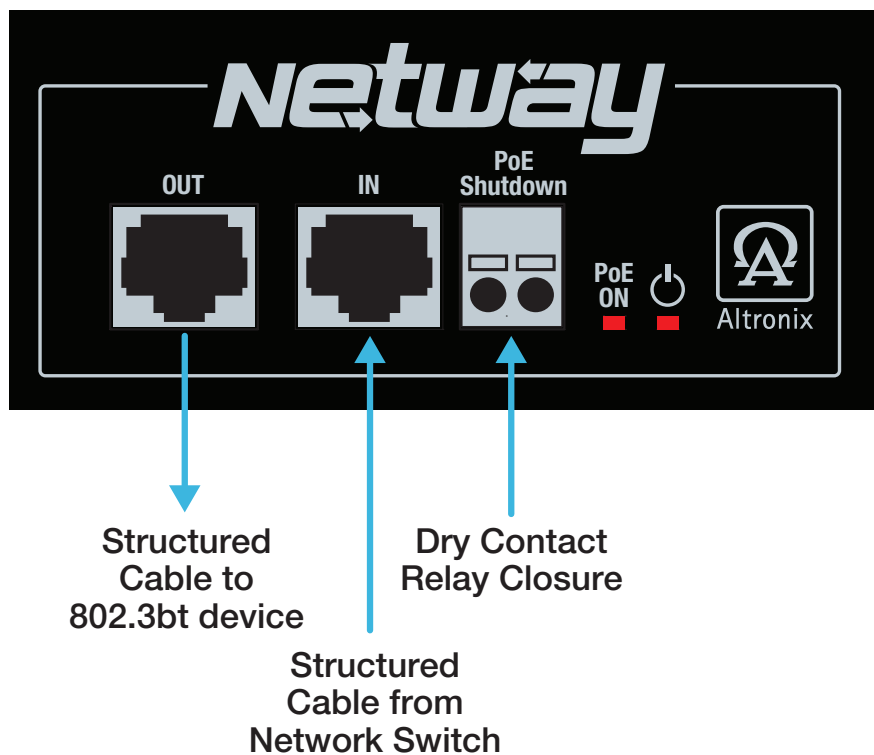 Netway
OUT
IN
PoE
Shutdown
PoE
ON
Altronix
Structured
Cable to
802.3bt device
Dry Contact
Relay Closure
Structured
Cable from
Network Switch